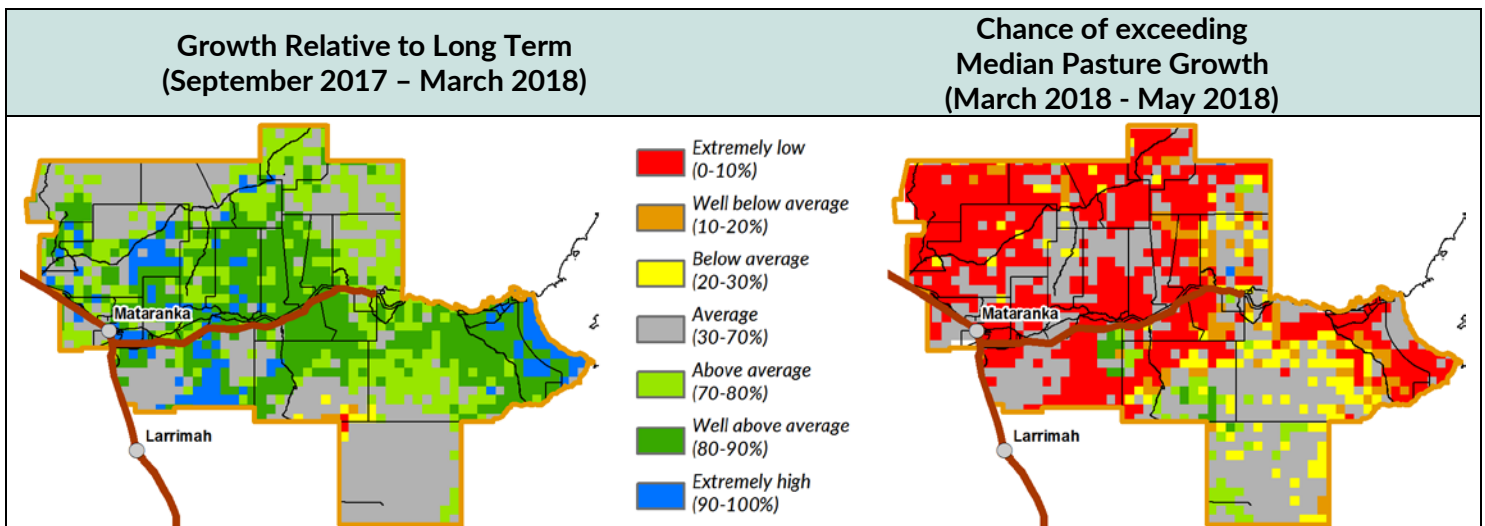 Growth Relative to Long Term
(September 2017 – March 2018)
Chance of exceeding
Median Pasture Growth
(March 2018 - May 2018)
Mataranka
Larrimah
Extremely low
(0-10%)
Well below average
(10-20%)
Below average
(20-30%)
Average
(30-70%)
Above average
(70-80%)
Well above average
(80-90%)
Extremely high
(90-100%)
Mataranka
Larrimah